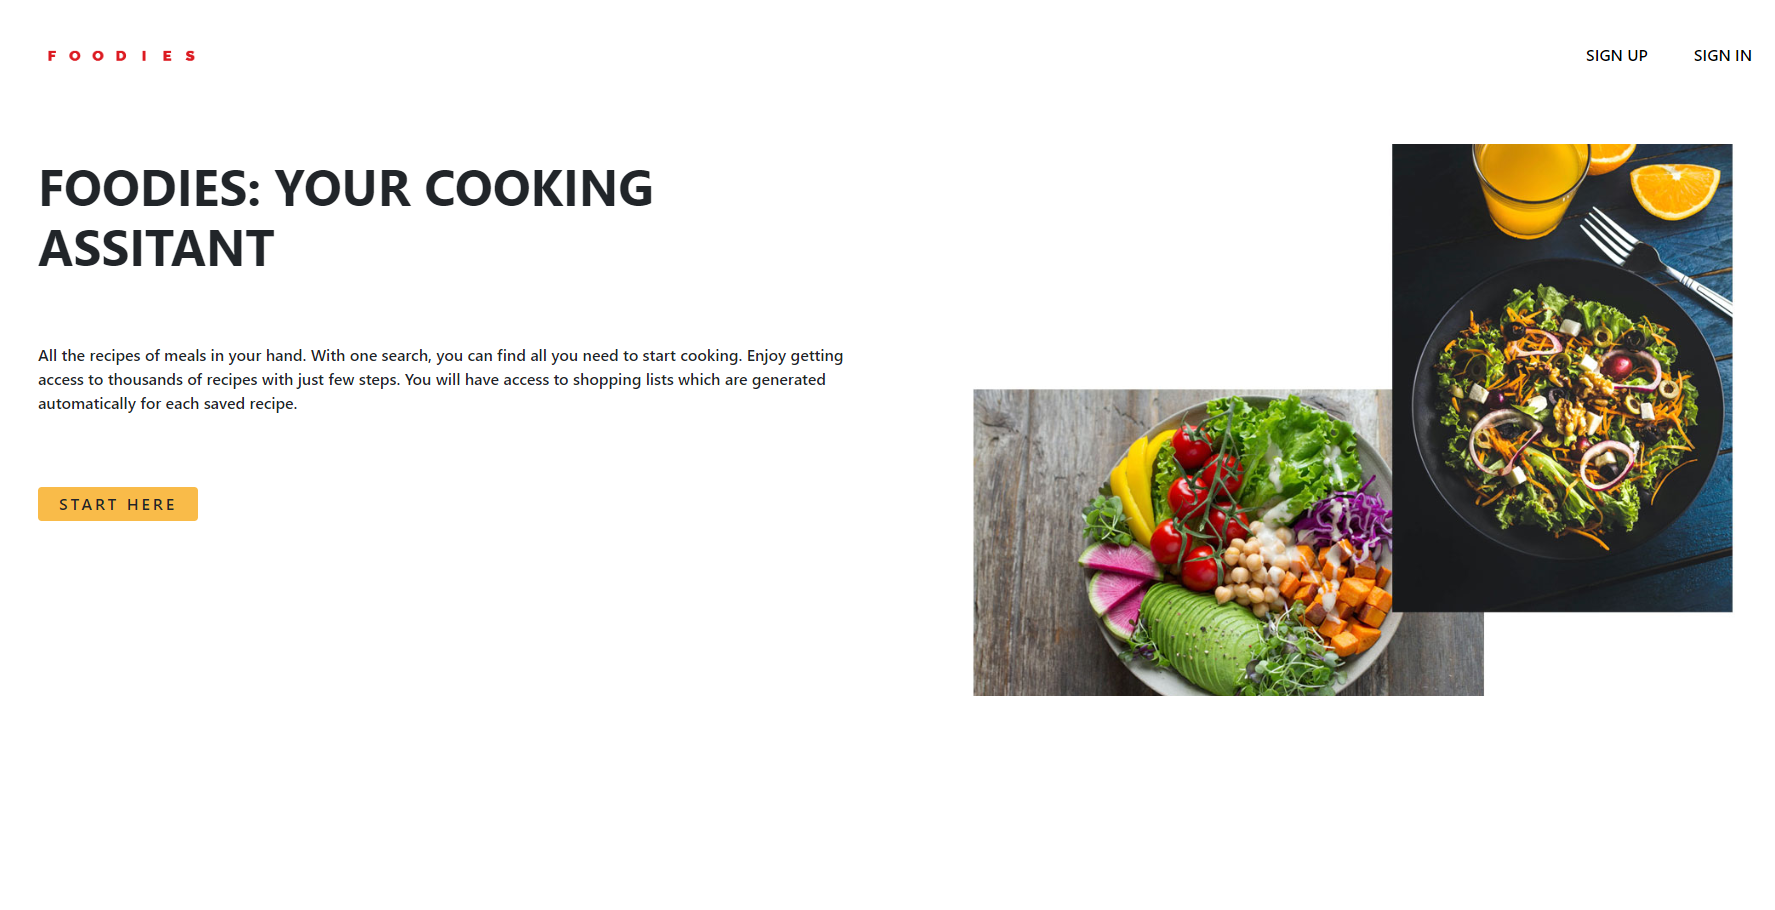 FOODIES
SIGN UP
SIGN IN
FOODIES: YOUR COOKING
ASSITANT
All the recipes of meals in your hand. With one search, you can find all you need to start cooking. Enjoy getting
access to thousands of recipes with just few steps. You will have access to shopping lists which are generated
automatically for each saved recipe.
START HERE